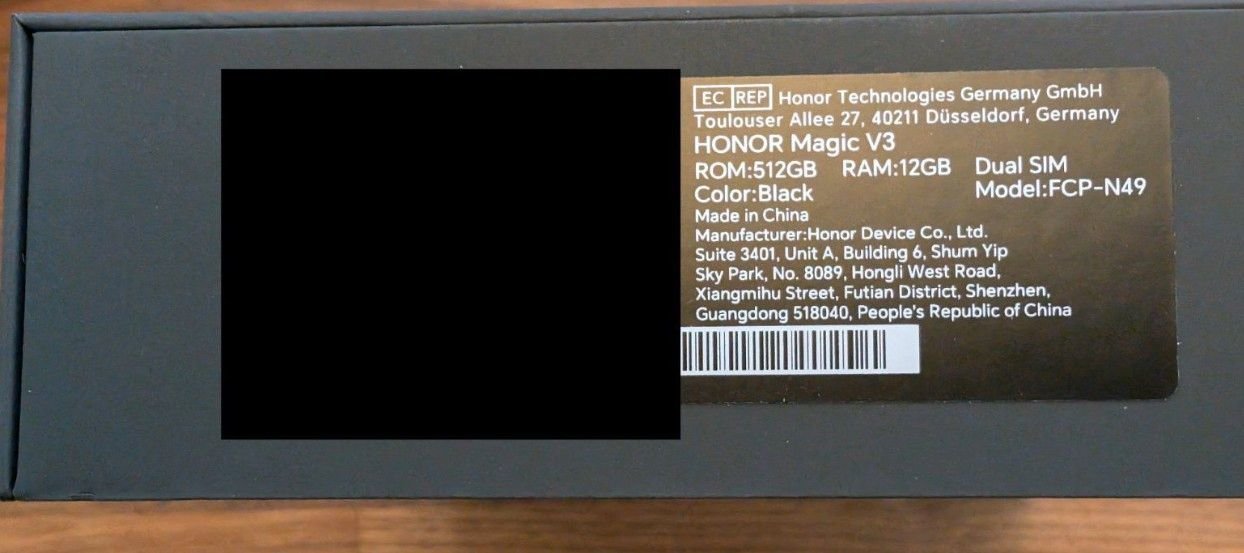 EC REP Honor Technologies Germany GmbH
Toulouser Allee 27, 40211 Düsseldorf, Germany
HONOR Magic V3
ROM:512GB RAM:12GB Dual SIM
Color:Black Model:FCP-N49
Made in China
Manufacturer:Honor Device Co., Ltd.
Suite 3401, Unit A, Building 6, Shum Yip
Sky Park, No. 8089, Hongli West Road,
Xiangmihu Street, Futian District, Shenzhen,
Guangdong 518040, People's Republic of China